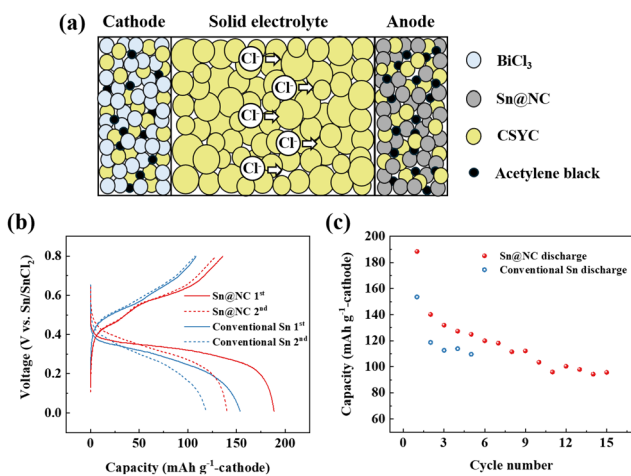 Cathode Solid electrolyte Anode
(a)
Cl⁻
Cl⁻
Cl⁻
Cl⁻
Cl⁻
BiCl₃
Sn@NC
CSYC
Acetylene black
(b)
Voltage (V vs. Sn/SnCl₂)
0.8
0.6
0.4
0.2
0.0
Sn@NC 1ˢᵗ
Sn@NC 2ⁿᵈ
Conventional Sn 1ˢᵗ
Conventional Sn 2ⁿᵈ
0 50 100 150 200
Capacity (mAh g⁻¹-cathode)
(c)
Capacity (mAh g⁻¹-cathode)
200
180
160
140
120
100
80
60
Sn@NC discharge
Conventional Sn discharge
0 3 6 9 12 15
Cycle number